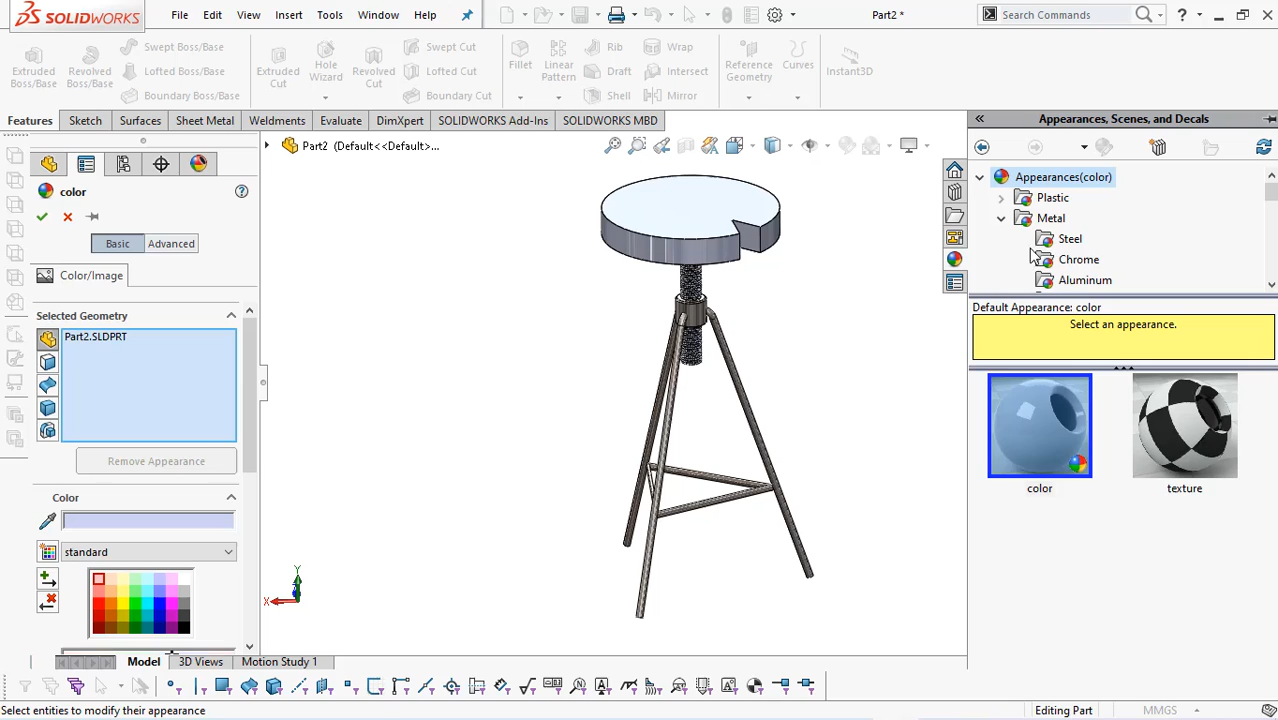 SOLIDWORKS File Edit View Insert Tools Window Help Part2 * Search Commands ?
Extruded Boss/Base Revolved Boss/Base Swept Boss/Base Lofted Boss/Base Boundary Boss/Base Extruded Cut Hole Wizard Revolved Cut Swept Cut Lofted Cut Boundary Cut Fillet Linear Pattern Rib Draft Shell Wrap Intersect Mirror Reference Geometry Curves Instant3D
Features Sketch Surfaces Sheet Metal Weldments Evaluate DimXpert SOLIDWORKS Add-Ins SOLIDWORKS MBD
Part2 (Default<<Default>...
color
Basic Advanced
Color/Image
Selected Geometry
Part2.SLDPRT
Remove Appearance
Color
standard
Y
X
Appearances, Scenes, and Decals
Appearances(color)
Plastic
Metal
Steel
Chrome
Aluminum
Default Appearance: color
Select an appearance.
color texture
Model 3D Views Motion Study 1
Select entities to modify their appearance Editing Part MMGS